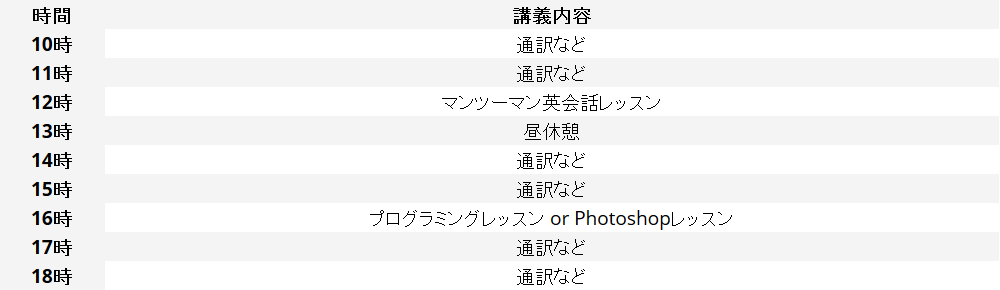 時間 講義内容
10時 通訳など
11時 通訳など
12時 マンツーマン英会話レッスン
13時 昼休憩
14時 通訳など
15時 通訳など
16時 プログラミングレッスン or Photoshopレッスン
17時 通訳など
18時 通訳など